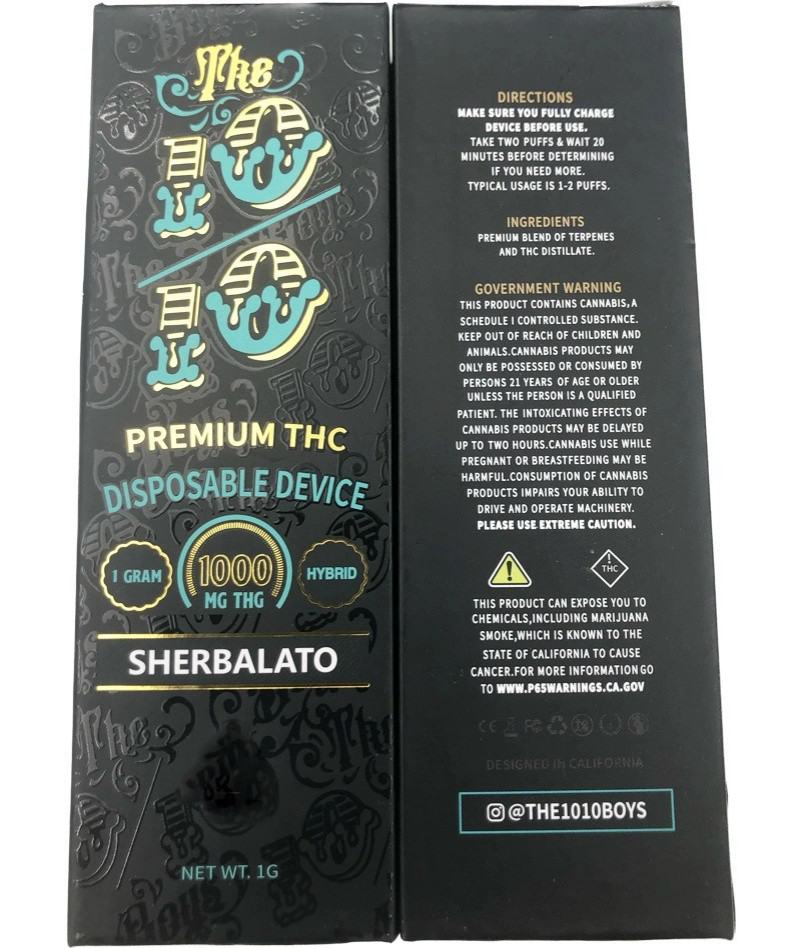 The
10
10
PREMIUM THC
DISPOSABLE DEVICE
1 GRAM
1000
MG THG
HYBRID
SHERBALATO
NET WT. 1G
DIRECTIONS
MAKE SURE YOU FULLY CHARGE
DEVICE BEFORE USE.
TAKE TWO PUFFS & WAIT 20
MINUTES BEFORE DETERMINING
IF YOU NEED MORE.
TYPICAL USAGE IS 1-2 PUFFS.
INGREDIENTS
PREMIUM BLEND OF TERPENES
AND THC DISTILLATE.
GOVERNMENT WARNING
THIS PRODUCT CONTAINS CANNABIS,A
SCHEDULE I CONTROLLED SUBSTANCE.
KEEP OUT OF REACH OF CHILDREN AND
ANIMALS.CANNABIS PRODUCTS MAY
ONLY BE POSSESSED OR CONSUMED BY
PERSONS 21 YEARS OF AGE OR OLDER
UNLESS THE PERSON IS A QUALIFIED
PATIENT. THE INTOXICATING EFFECTS OF
CANNABIS PRODUCTS MAY BE DELAYED
UP TO TWO HOURS.CANNABIS USE WHILE
PREGNANT OR BREASTFEEDING MAY BE
HARMFUL.CONSUMPTION OF CANNABIS
PRODUCTS IMPAIRS YOUR ABILITY TO
DRIVE AND OPERATE MACHINERY.
PLEASE USE EXTREME CAUTION.
!
!
THC
THIS PRODUCT CAN EXPOSE YOU TO
CHEMICALS,INCLUDING MARIJUANA
SMOKE,WHICH IS KNOWN TO THE
STATE OF CALIFORNIA TO CAUSE
CANCER.FOR MORE INFORMATION GO
TO WWW.P65WARNINGS.CA.GOV
CE FC
DESIGNED IN CALIFORNIA
@THE1010BOYS